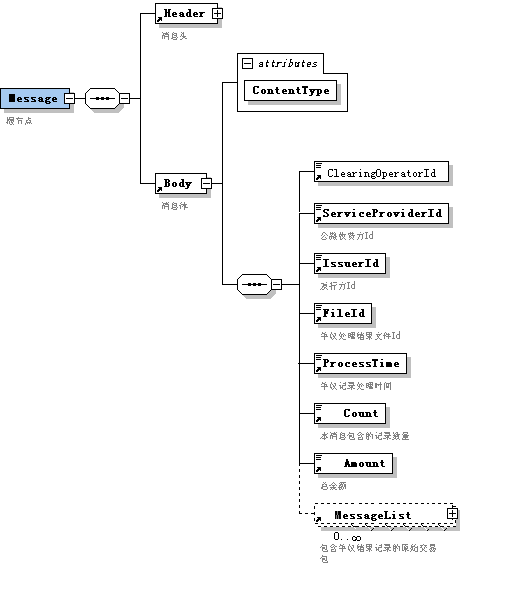 Header
消息头
attributes
ContentType
Message
根节点
Body
消息体
ClearingOperatorId
ServiceProviderId
公路收费方Id
IssuerId
发行方Id
FileId
争议处理结果文件Id
ProcessTime
争议记录处理时间
Count
本消息包含的记录数量
Amount
总金额
MessageList
0..∞
包含争议结果记录的原始交易
包